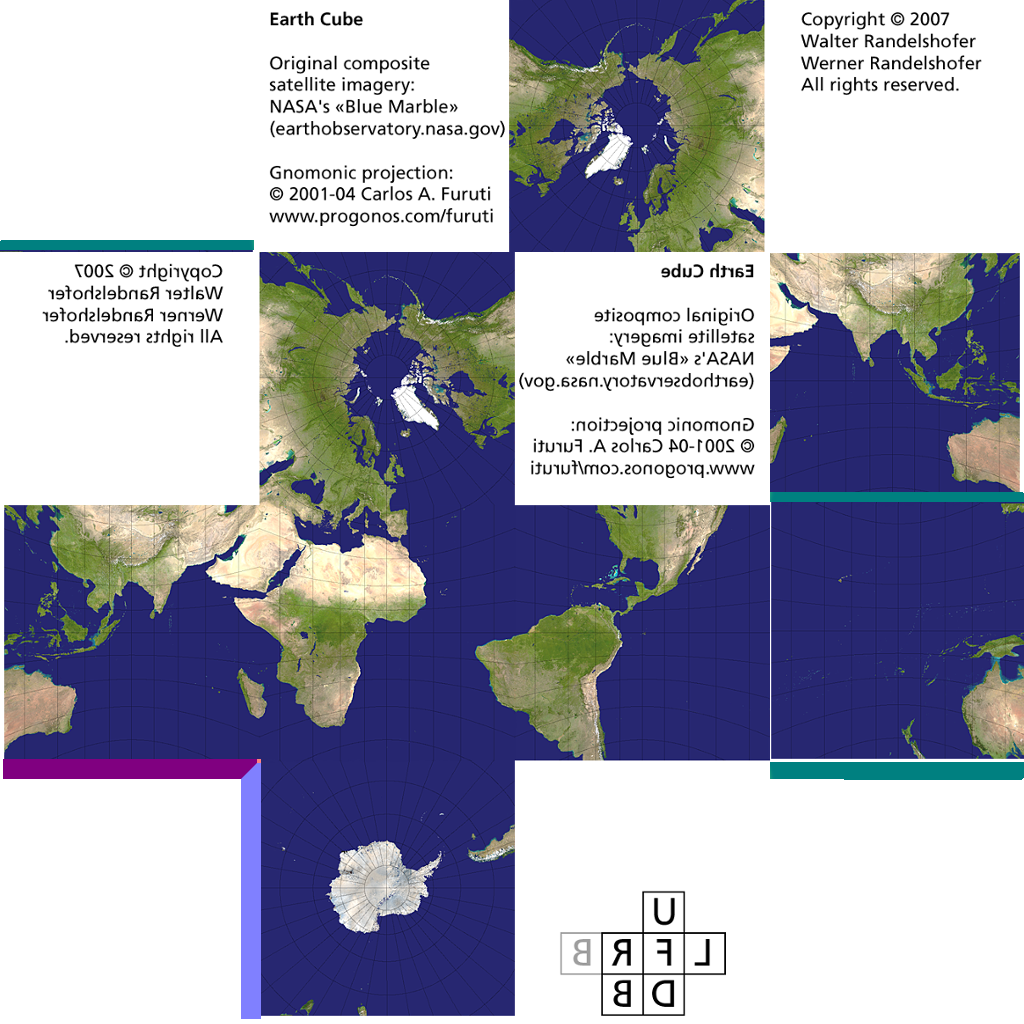 Earth Cube
Original composite
satellite imagery:
NASA's «Blue Marble»
(earthobservatory.nasa.gov)
Gnomonic projection:
© 2001-04 Carlos A. Furuti
www.progonos.com/furuti
Copyright © 2007
Walter Randelshofer
Werner Randelshofer
All rights reserved.
Copyright © 2007
Walter Randelshofer
Werner Randelshofer
All rights reserved.
Earth Cube
Original composite
satellite imagery:
NASA's «Blue Marble»
(earthobservatory.nasa.gov)
Gnomonic projection:
© 2001-04 Carlos A. Furuti
www.progonos.com/furuti
U
B R F L
B D